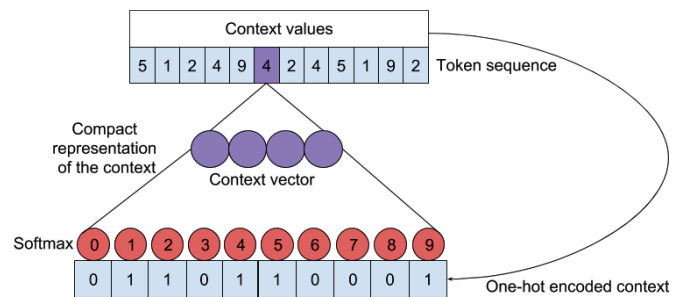 Context values
5 1 2 4 9 4 2 4 5 1 9 2
Token sequence
Compact
representation
of the context
Context vector
Softmax
0 1 2 3 4 5 6 7 8 9
0 1 1 0 1 1 0 0 0 1
One-hot encoded context